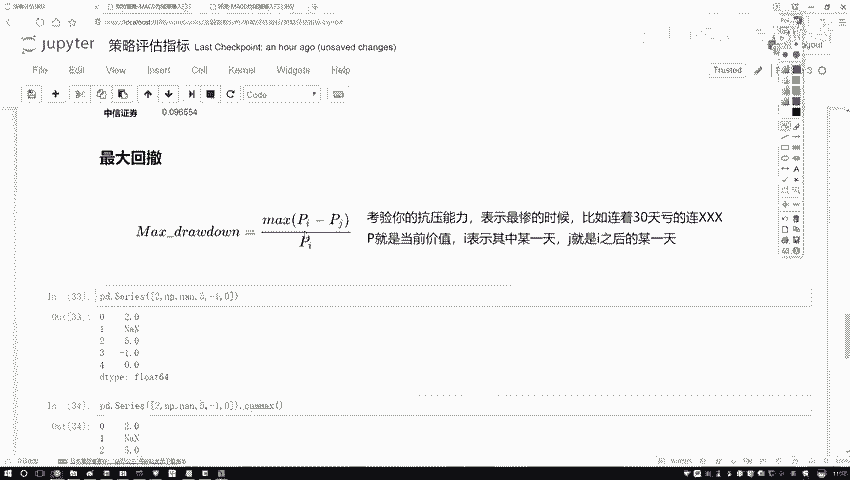 jupyter 策略评估指标 Last Checkpoint: an hour ago (unsaved changes)
File Edit View Insert Cell Kernel Widgets Help
Trusted
Code
中信证券 0.096554
最大回撤
Max_drawdown = max(P_i − P_j) / P_i
考验你的抗压能力，表示最惨的时候，比如连着30天亏的连XXX
P就是当前价值，i表示其中某一天，j就是i之后的某一天
In [33]: pd.Series([2,np.nan,5,-1,0])
Out[33]:
0 2.0
1 NaN
2 5.0
3 -1.0
4 0.0
dtype: float64
In [34]: pd.Series([2,np.nan,5,-1,0]).cummax()
Out[34]:
0 2.0
1 NaN
2 5.0